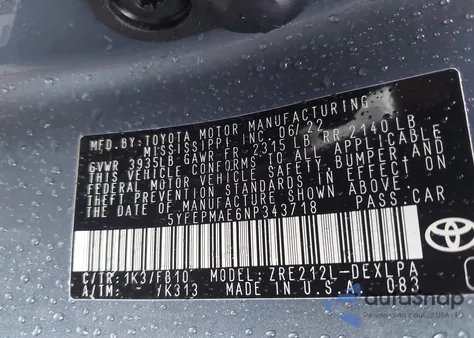 MFD. BY: TOYOTA MOTOR MANUFACTURING
MISSISSIPPI INC 06/22
GVWR 3935LB GAWR FR 2315 LB RR 2140 LB
THIS VEHICLE CONFORMS TO ALL APPLICABLE
FEDERAL MOTOR VEHICLE SAFETY, BUMPER, AND
THEFT PREVENTION STANDARDS IN EFFECT ON THE
DATE OF MANUFACTURE SHOWN ABOVE.
5YFEPMAE6NP343718 PASS. CAR
C/TR: 1K3/FB10 MODEL: ZRE212L-DEXLPA
A/TM: /K313 MADE IN U.S.A. 083
TOYOTA
autoSnap